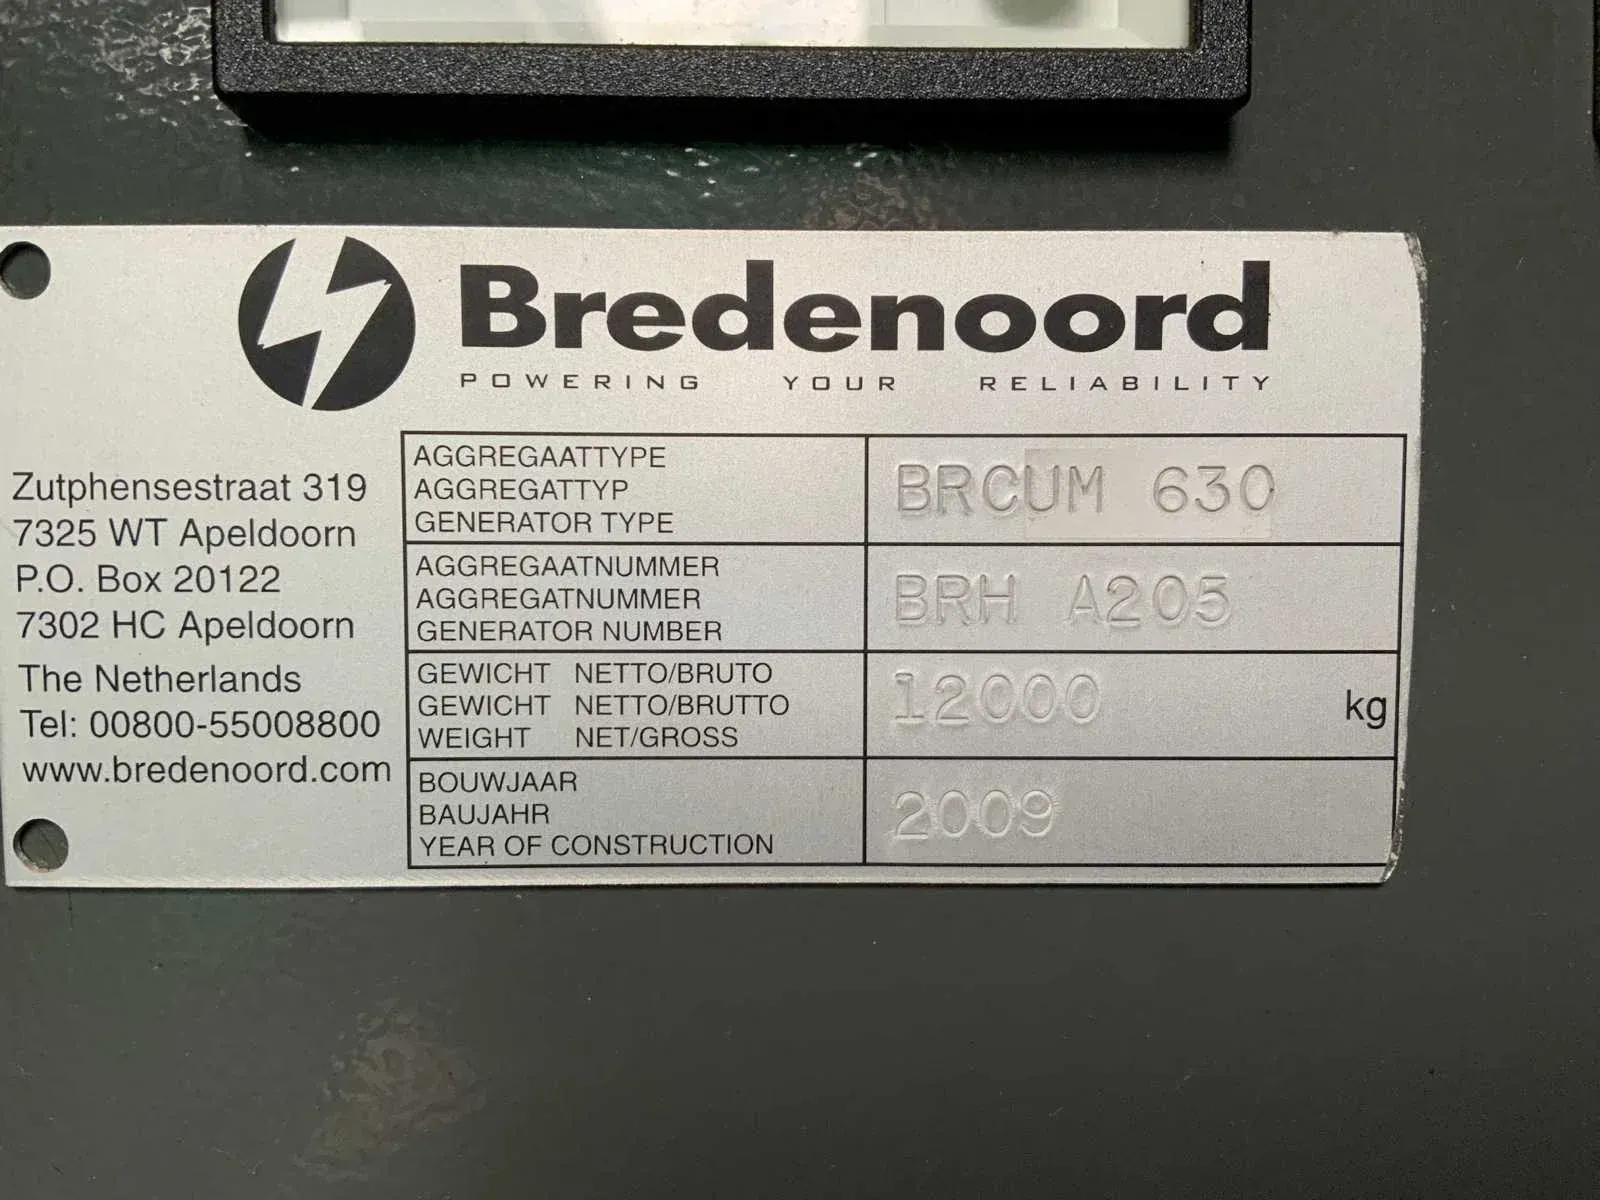 Bredenoord
POWERING YOUR RELIABILITY
Zutphensestraat 319
7325 WT Apeldoorn
P.O. Box 20122
7302 HC Apeldoorn
The Netherlands
Tel: 00800-55008800
www.bredenoord.com
AGGREGAATTYPE
AGGREGATTYP
GENERATOR TYPE
BRCUM 630
AGGREGAATNUMMER
AGGREGATNUMMER
GENERATOR NUMBER
BRH A205
GEWICHT NETTO/BRUTO
GEWICHT NETTO/BRUTTO
WEIGHT NET/GROSS
12000 kg
BOUWJAAR
BAUJAHR
YEAR OF CONSTRUCTION
2009